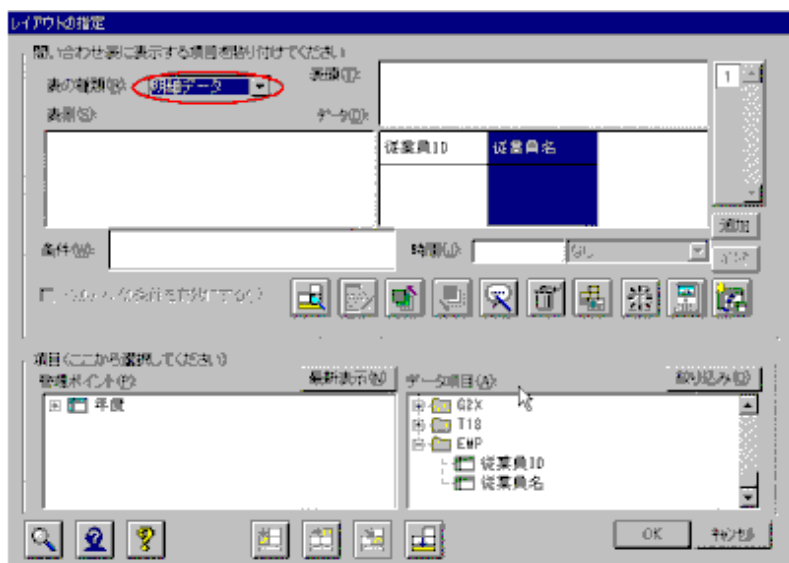 レイアウトの指定
問い合わせ表に表示する項目を貼り付けてください
表の種類(B): 明細データ
表頭(T):
1
表側(S):
データ(D):
従業員ID 従業員名
追加
条件(W):
時間(J):
なし
項目(ここから選択してください)
管理ポイント(P):
最新表示(N)
データ項目(A):
絞り込み(Q)
年度
G2X
T18
EMP
従業員ID
従業員名
OK
キャンセル